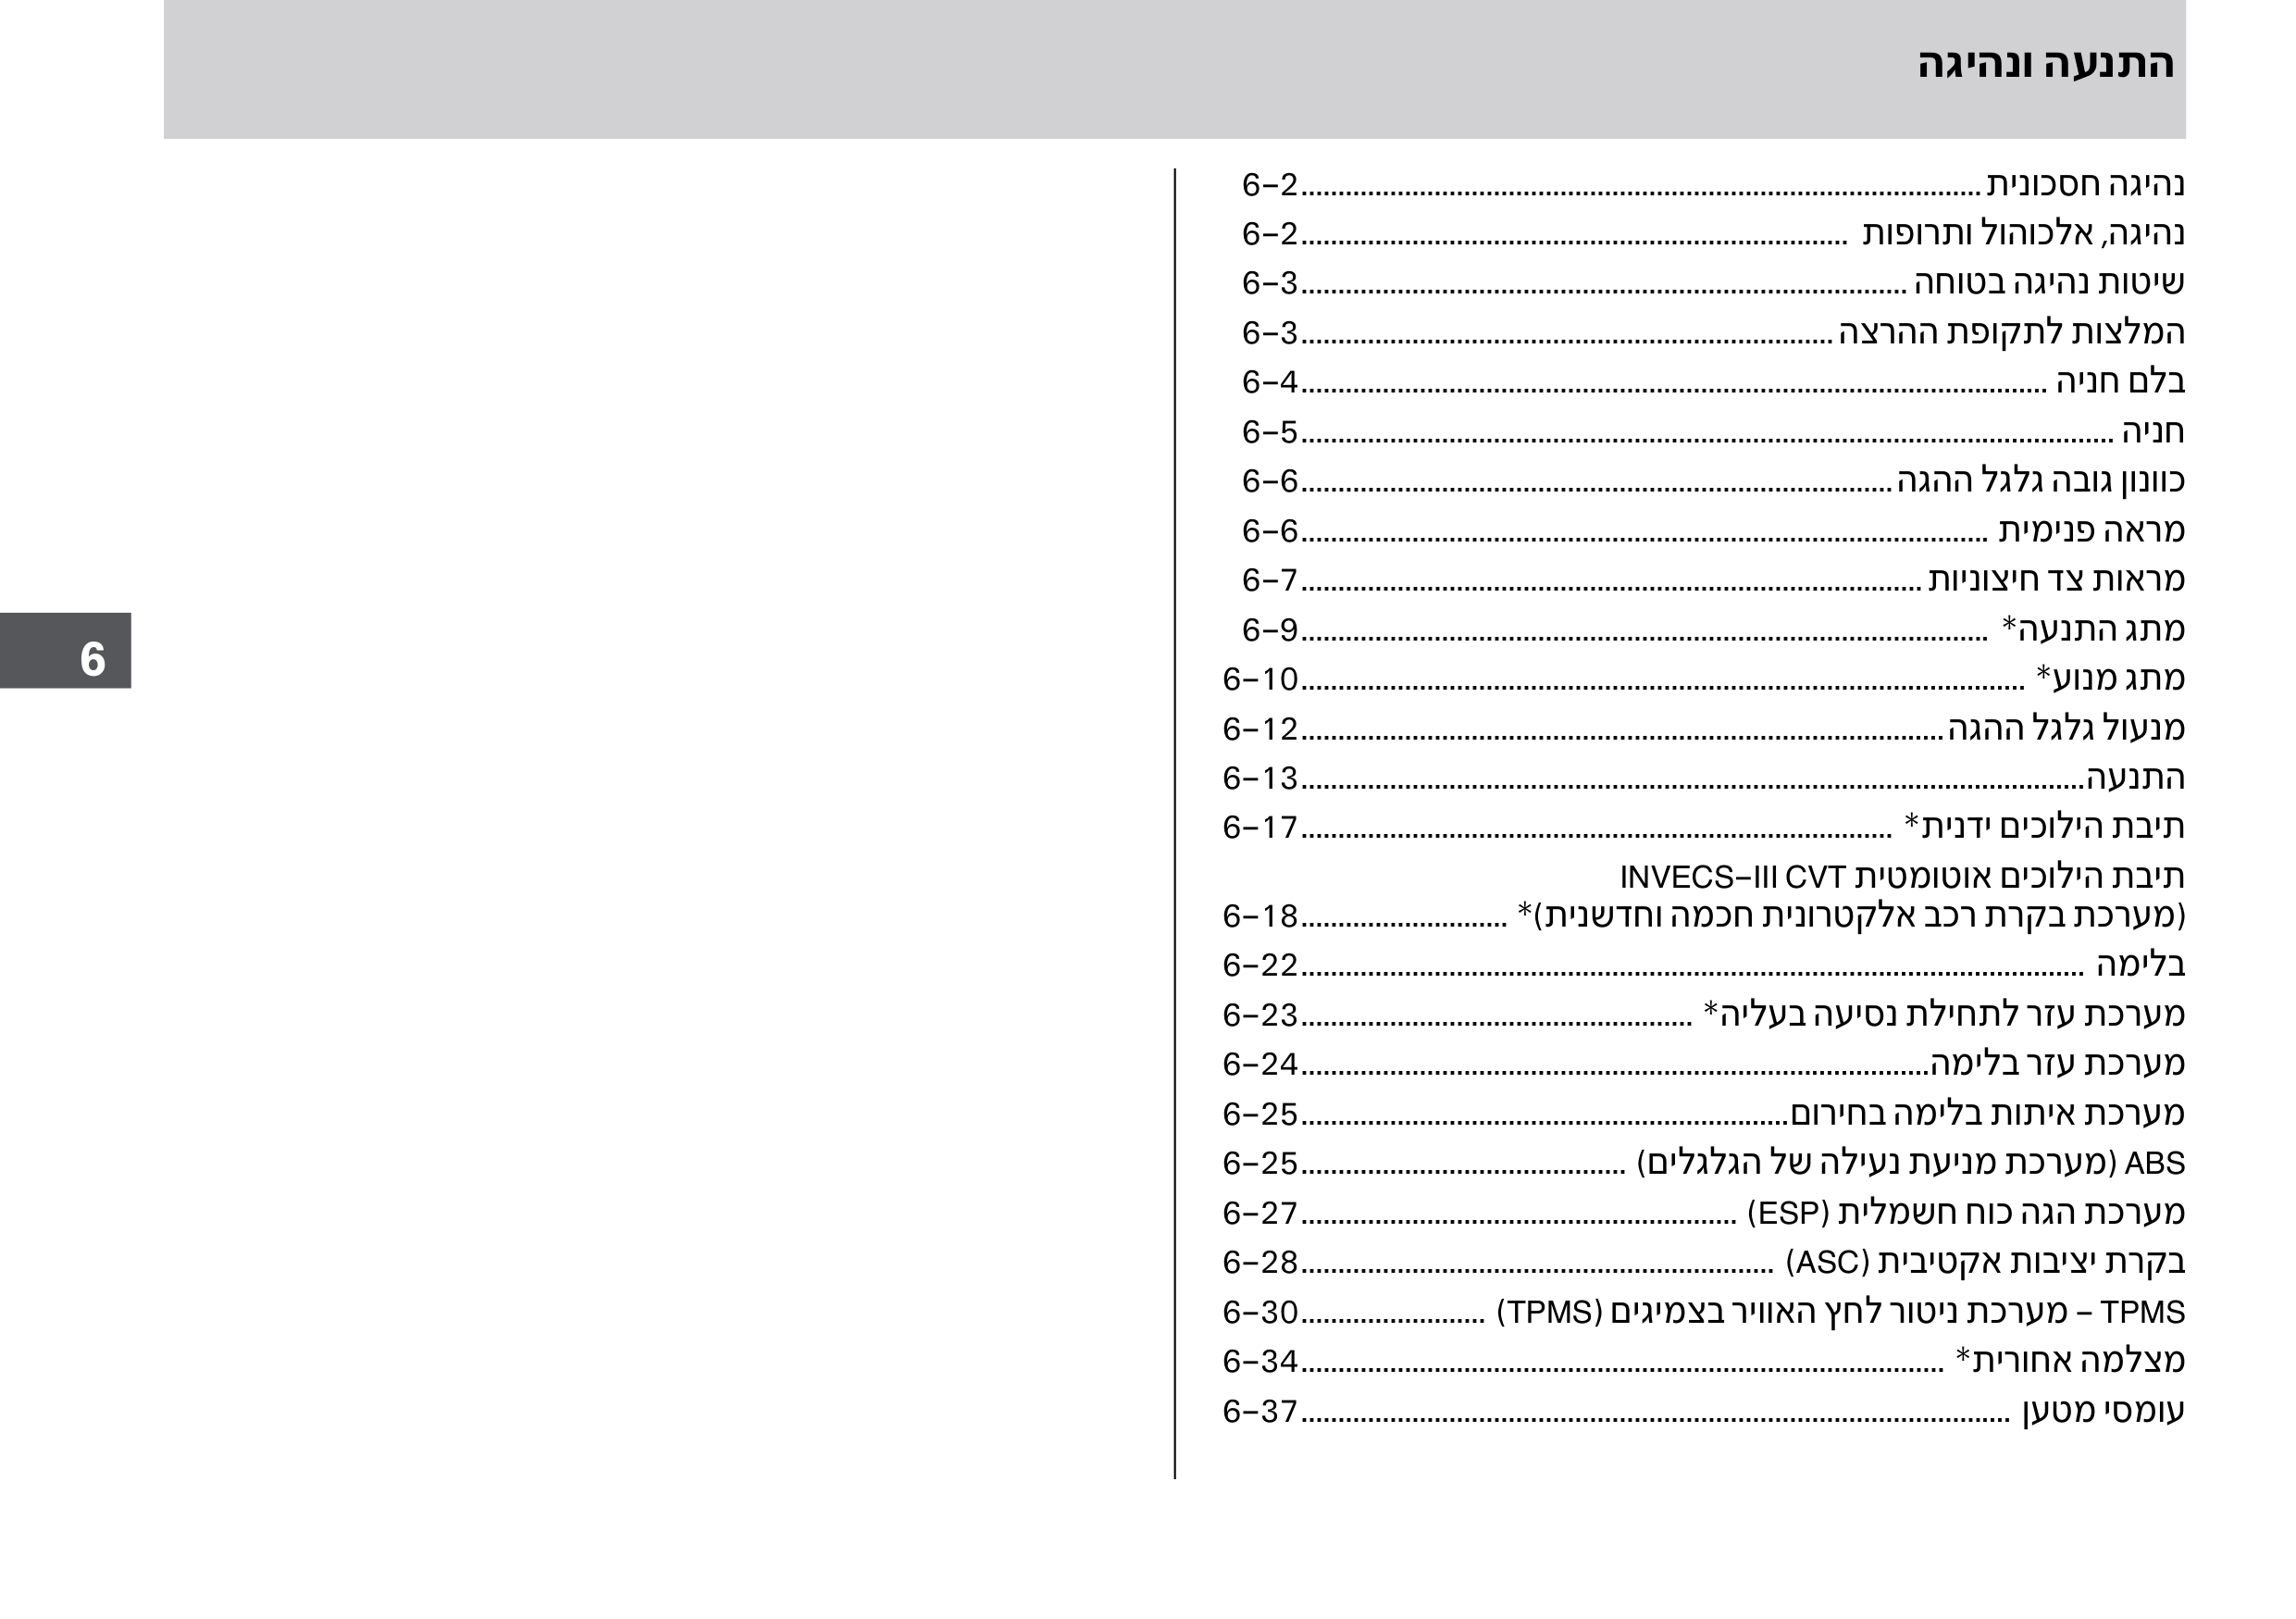 התנעה ונהיגה
נהיגה חסכונית ........ 6-2
נהיגה, אלכוהול ותרופות ........ 6-2
שיטות נהיגה בטוחה ........ 6-3
המלצות לתקופת ההרצה ........ 6-3
בלם חניה ........ 6-4
חניה ........ 6-5
כוונון גובה גלגל ההגה ........ 6-6
מראה פנימית ........ 6-6
מראות צד חיצוניות ........ 6-7
מתג התנעה* ........ 6-9
מתג מנוע* ........ 6-10
מנעול גלגל ההגה ........ 6-12
התנעה ........ 6-13
תיבת הילוכים ידנית* ........ 6-17
תיבת הילוכים אוטומטית INVECS-III CVT
(מערכת בקרת רכב אלקטרונית חכמה וחדשנית)* ........ 6-18
בלימה ........ 6-22
מערכת עזר לתחילת נסיעה בעליה* ........ 6-23
מערכת עזר בלימה ........ 6-24
מערכת איתות בלימה בחירום ........ 6-25
ABS (מערכת מניעת נעילה של הגלגלים) ........ 6-25
מערכת הגה כוח חשמלית (ESP) ........ 6-27
בקרת יציבות אקטיבית (ASC) ........ 6-28
TPMS - מערכת ניטור לחץ האוויר בצמיגים (TPMS) ........ 6-30
מצלמה אחורית* ........ 6-34
עומסי מטען ........ 6-37
6